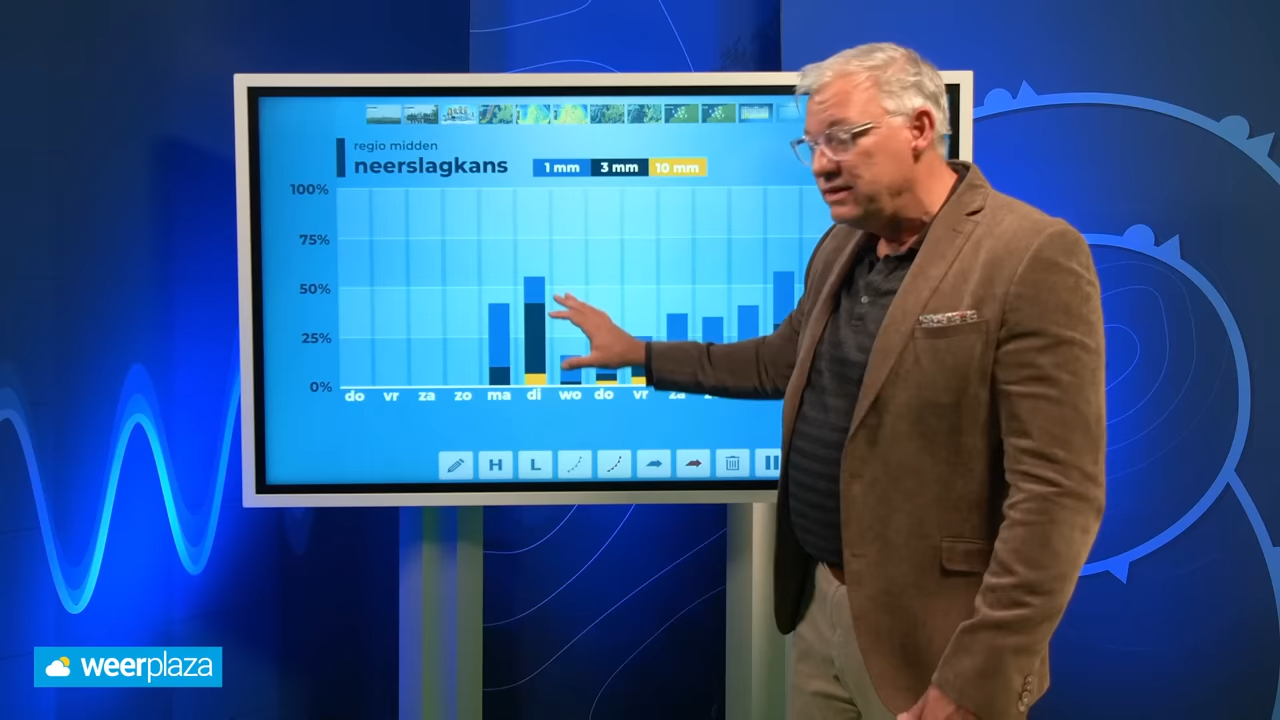 regio midden
neerslagkans
1 mm 3 mm 10 mm
100%
75%
50%
25%
0%
do vr za zo ma di wo do vr za
H L
weerplaza